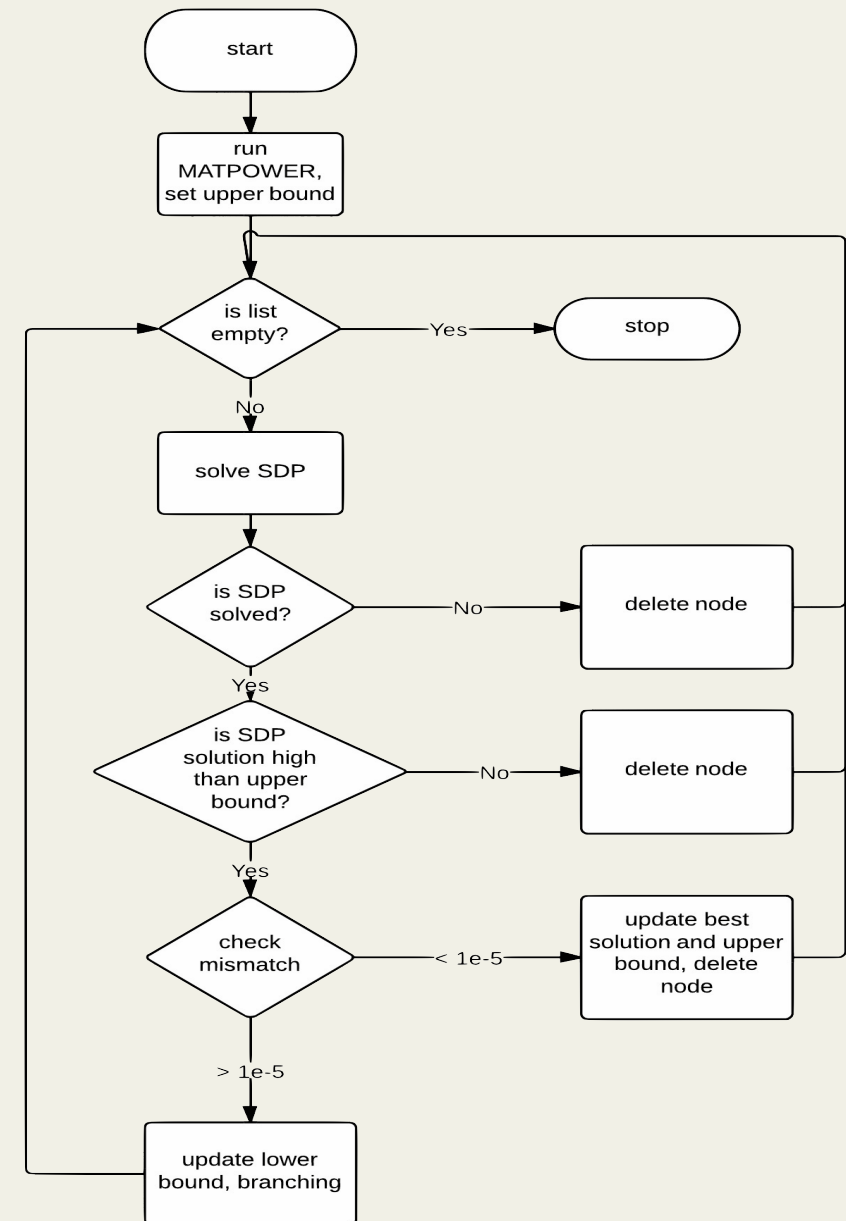 start
run
MATPOWER,
set upper bound
is list
empty?
Yes
stop
No
solve SDP
is SDP
solved?
No
delete node
Yes
is SDP
solution high
than upper
bound?
No
delete node
Yes
check
mismatch
< 1e-5
update best
solution and upper
bound, delete
node
> 1e-5
update lower
bound, branching